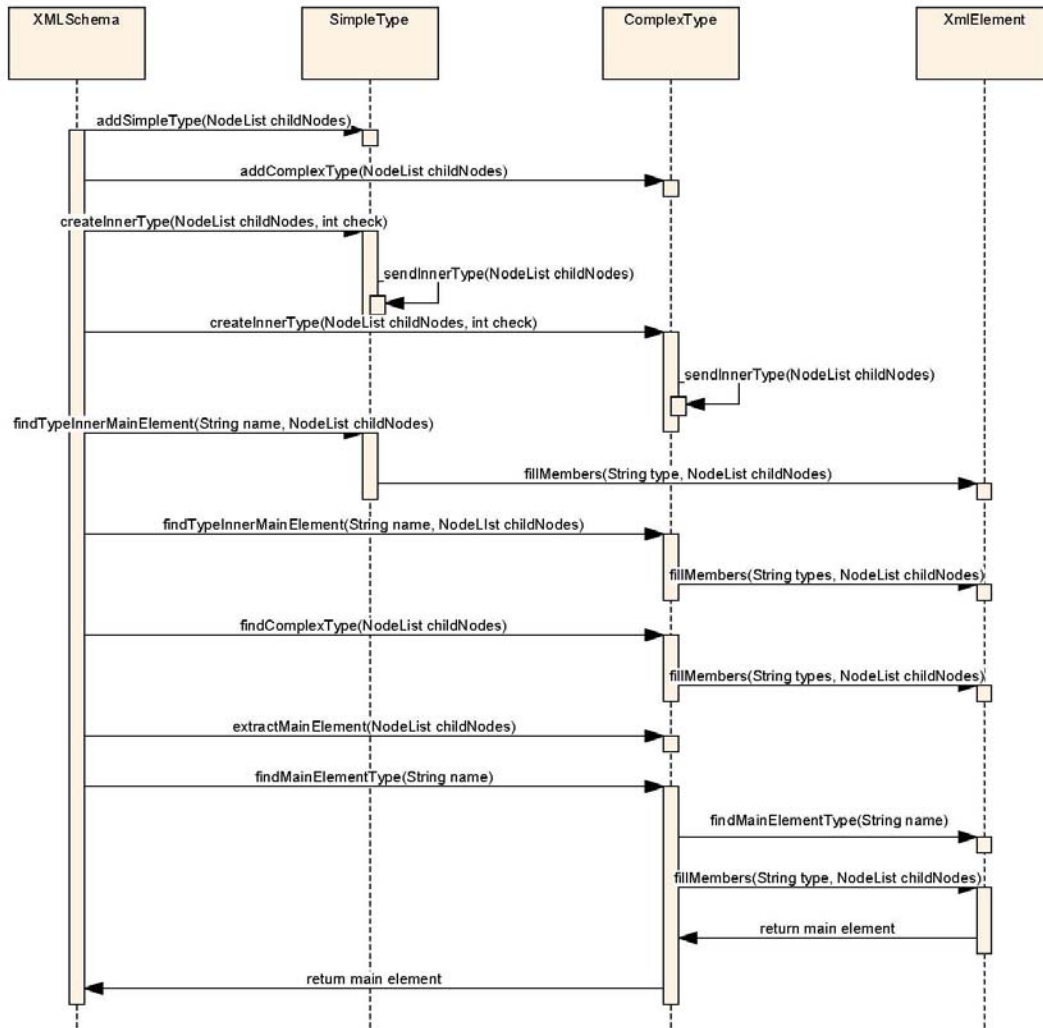 XMLSchema
SimpleType
ComplexType
XmlElement
addSimpleType(NodeList childNodes)
addComplexType(NodeList childNodes)
createInnerType(NodeList childNodes, int check)
sendInnerType(NodeList childNodes)
createInnerType(NodeList childNodes, int check)
sendInnerType(NodeList childNodes)
findTypeInnerMainElement(String name, NodeList childNodes)
fillMembers(String type, NodeList childNodes)
findTypeInnerMainElement(String name, NodeLIst childNodes)
fillMembers(String types, NodeList childNodes)
findComplexType(NodeList childNodes)
fillMembers(String types, NodeList childNodes)
extractMainElement(NodeList childNodes)
findMainElementType(String name)
findMainElementType(String name)
fillMembers(String type, NodeList childNodes)
return main element
return main element